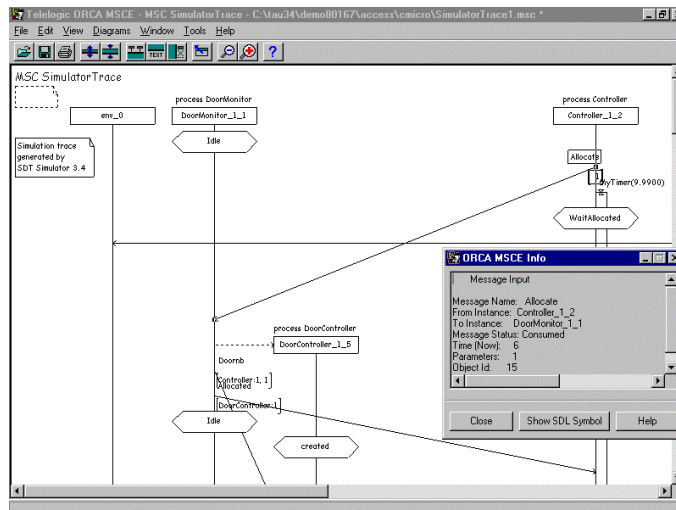 Telelogic ORCA MSCE - MSC SimulatorTrace - C:\tau34\demo80167\access\cmicro\SimulatorTrace1.msc *
File Edit View Diagrams Window Tools Help
TEXT
?
MSC SimulatorTrace
env_0
process DoorMonitor
DoorMonitor_1_1
Idle
process Controller
Controller_1_2
Simulation trace
generated by
SDT Simulator 3.4
Allocate
1
MyTimer(9.9900)
WaitAllocated
ORCA MSCE Info
Message Input
Message Name: Allocate
From Instance: Controller_1_2
To Instance: DoorMonitor_1_1
Message Status: Consumed
Time (Now): 6
Parameters: 1
Object Id: 15
Close
Show SDL Symbol
Help
process DoorController
DoorController_1_5
Doornb
Controller:1, 1
Allocated
DoorController:1
Idle
created